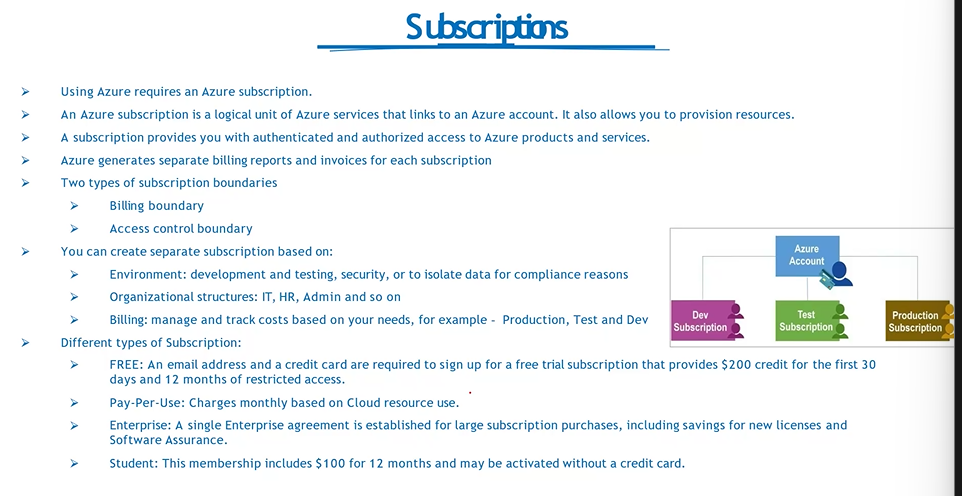 Subscriptions
➢ Using Azure requires an Azure subscription.
➢ An Azure subscription is a logical unit of Azure services that links to an Azure account. It also allows you to provision resources.
➢ A subscription provides you with authenticated and authorized access to Azure products and services.
➢ Azure generates separate billing reports and invoices for each subscription
➢ Two types of subscription boundaries
➢ Billing boundary
➢ Access control boundary
➢ You can create separate subscription based on:
➢ Environment: development and testing, security, or to isolate data for compliance reasons
➢ Organizational structures: IT, HR, Admin and so on
➢ Billing: manage and track costs based on your needs, for example - Production, Test and Dev
➢ Different types of Subscription:
➢ FREE: An email address and a credit card are required to sign up for a free trial subscription that provides $200 credit for the first 30
days and 12 months of restricted access.
➢ Pay-Per-Use: Charges monthly based on Cloud resource use.
➢ Enterprise: A single Enterprise agreement is established for large subscription purchases, including savings for new licenses and
Software Assurance.
➢ Student: This membership includes $100 for 12 months and may be activated without a credit card.
Azure
Account
Dev
Subscription
Test
Subscription
Production
Subscription